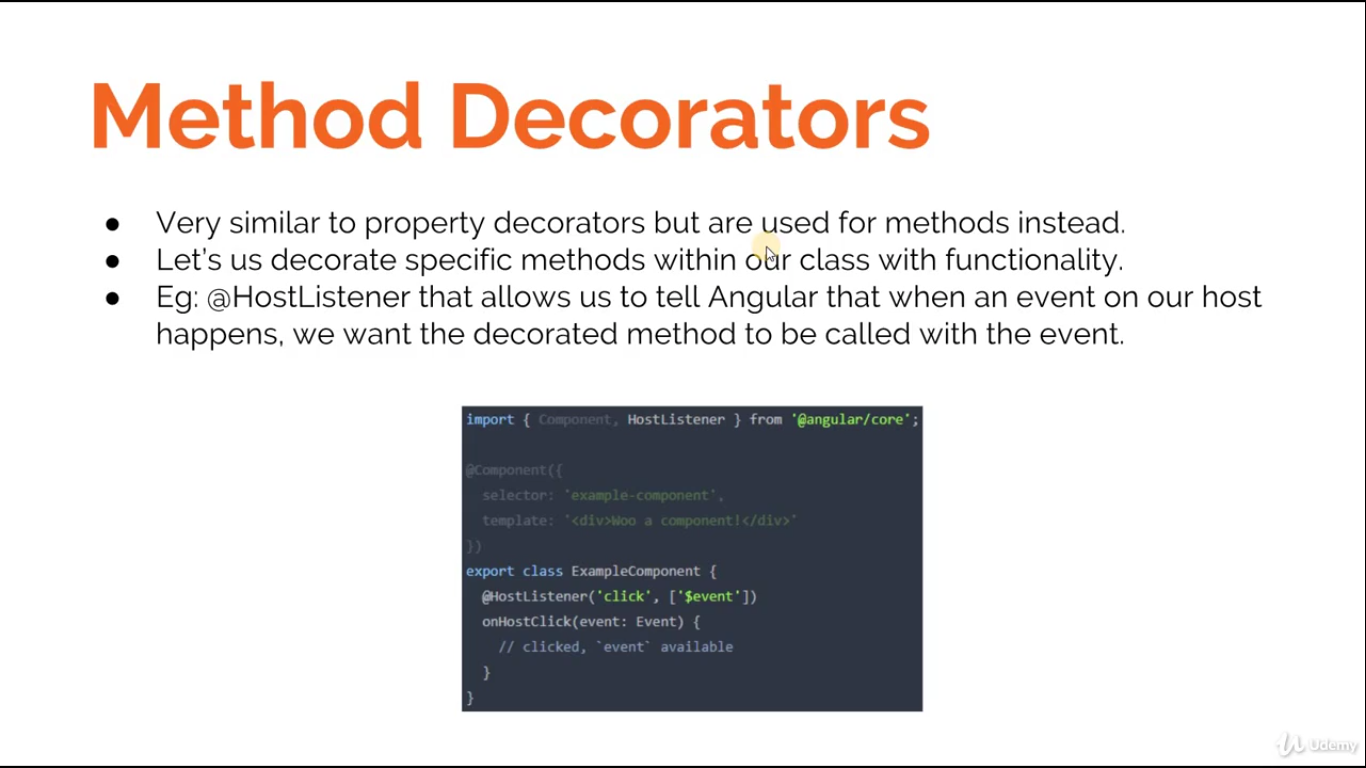 Method Decorators
● Very similar to property decorators but are used for methods instead.
● Let's us decorate specific methods within our class with functionality.
● Eg: @HostListener that allows us to tell Angular that when an event on our host
happens, we want the decorated method to be called with the event.
import { Component, HostListener } from '@angular/core';
@Component({
  selector: 'example-component',
  template: '<div>Woo a component!</div>'
})
export class ExampleComponent {
  @HostListener('click', ['$event'])
  onHostClick(event: Event) {
    // clicked, `event` available
  }
}
Udemy